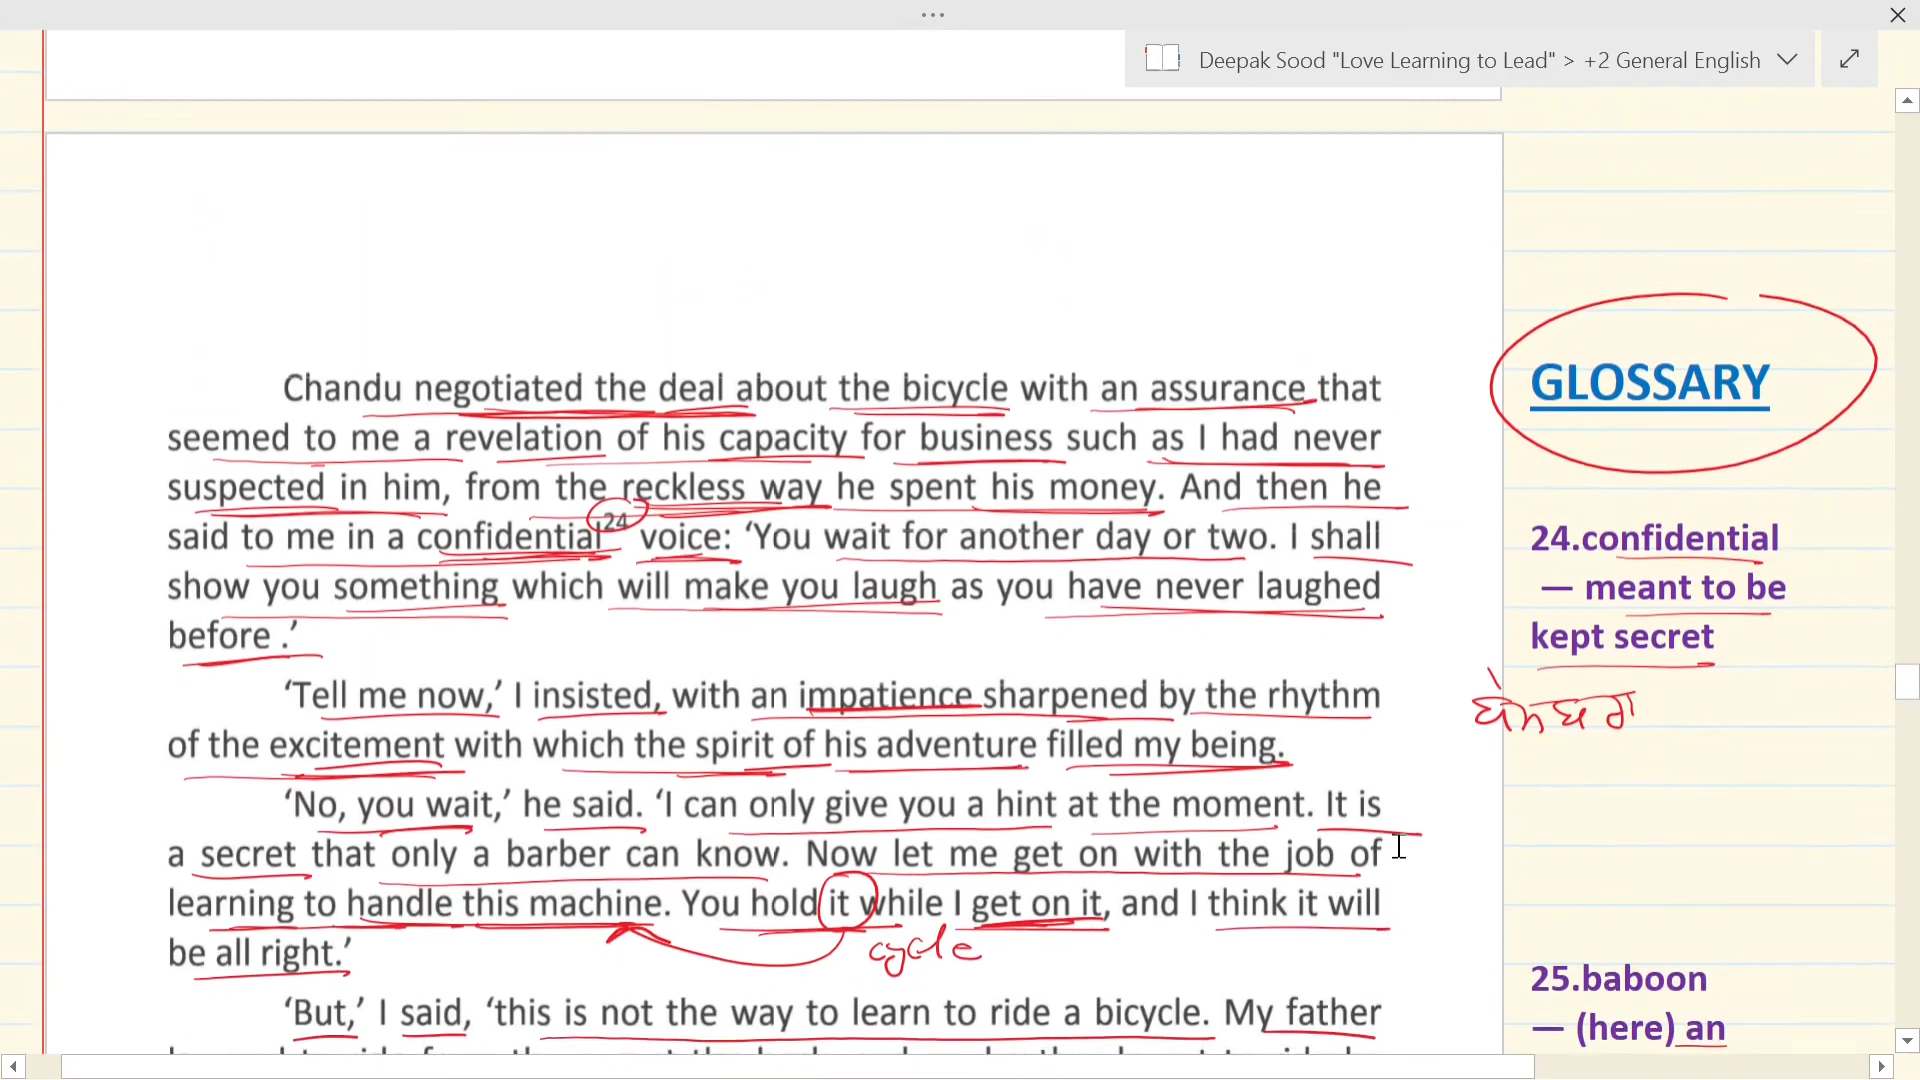 Deepak Sood "Love Learning to Lead" > +2 General English
Chandu negotiated the deal about the bicycle with an assurance that
seemed to me a revelation of his capacity for business such as I had never
suspected in him, from the reckless way he spent his money. And then he
said to me in a confidential24 voice: ‘You wait for another day or two. I shall
show you something which will make you laugh as you have never laughed
before .’
‘Tell me now,’ I insisted, with an impatience sharpened by the rhythm
of the excitement with which the spirit of his adventure filled my being.
‘No, you wait,’ he said. ‘I can only give you a hint at the moment. It is
a secret that only a barber can know. Now let me get on with the job of
learning to handle this machine. You hold it while I get on it, and I think it will
be all right.’
cycle
‘But,’ I said, ‘this is not the way to learn to ride a bicycle. My father
GLOSSARY
24.confidential
— meant to be
kept secret
25.baboon
— (here) an